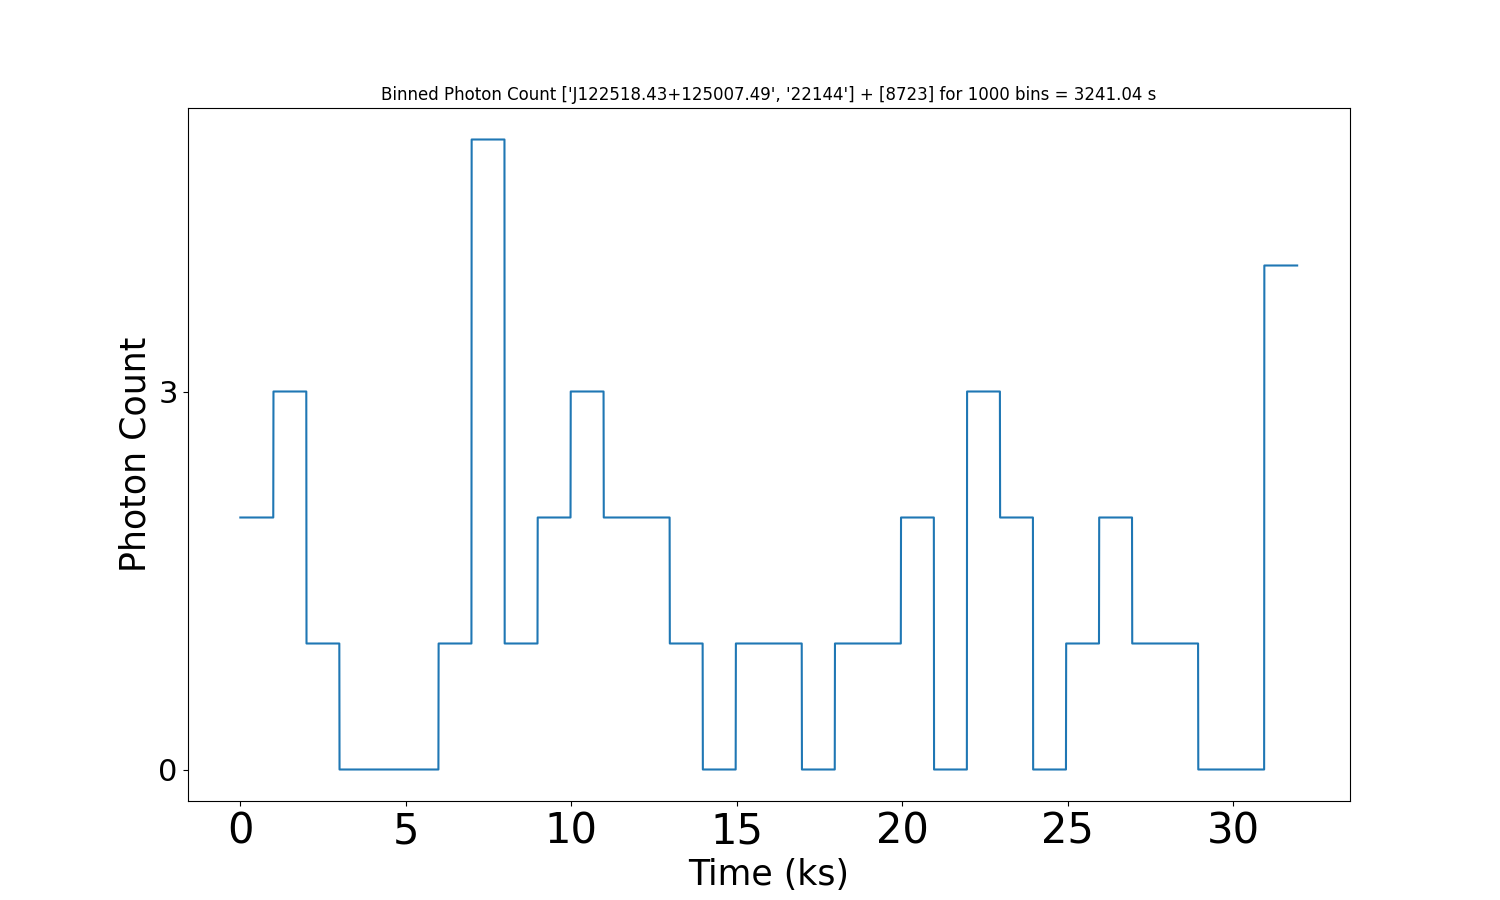 Binned Photon Count ['J122518.43+125007.49', '22144'] + [8723] for 1000 bins = 3241.04 s
Photon Count
3
0
0 5 10 15 20 25 30
Time (ks)